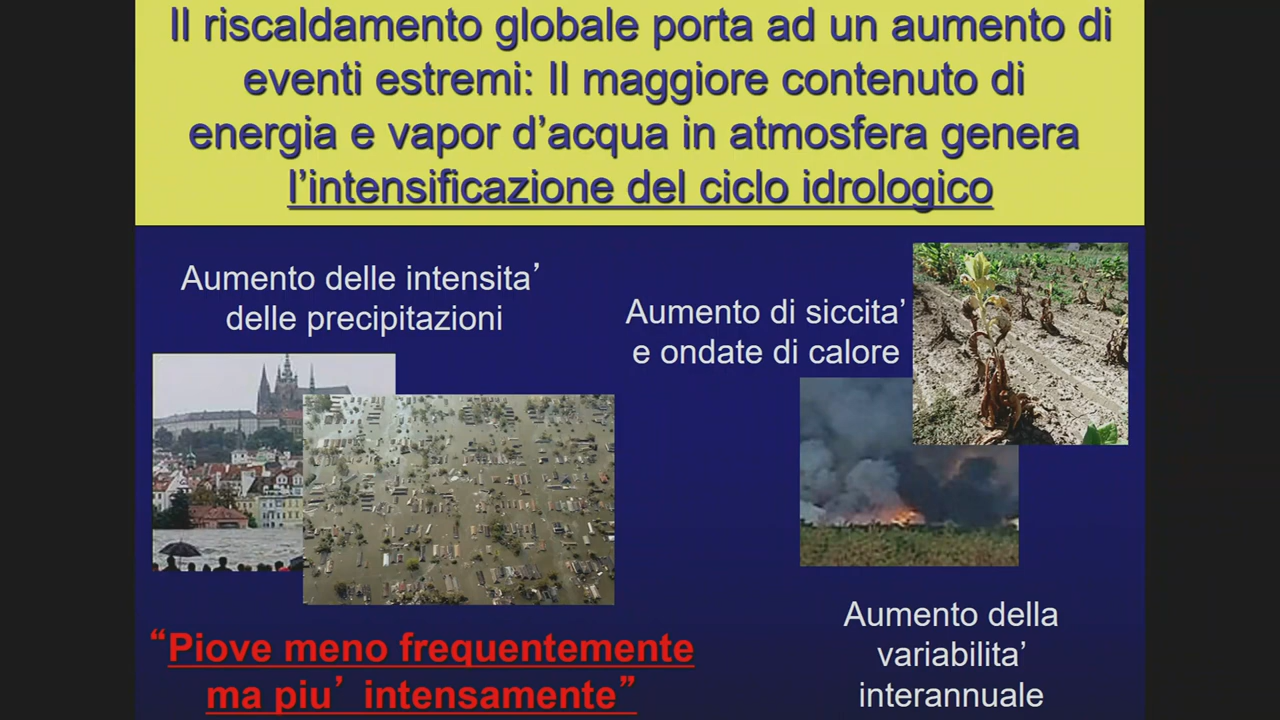 Il riscaldamento globale porta ad un aumento di
eventi estremi: Il maggiore contenuto di
energia e vapor d’acqua in atmosfera genera
l’intensificazione del ciclo idrologico
Aumento delle intensita’
delle precipitazioni
Aumento di siccita’
e ondate di calore
“Piove meno frequentemente
ma piu’ intensamente”
Aumento della
variabilita’
interannuale